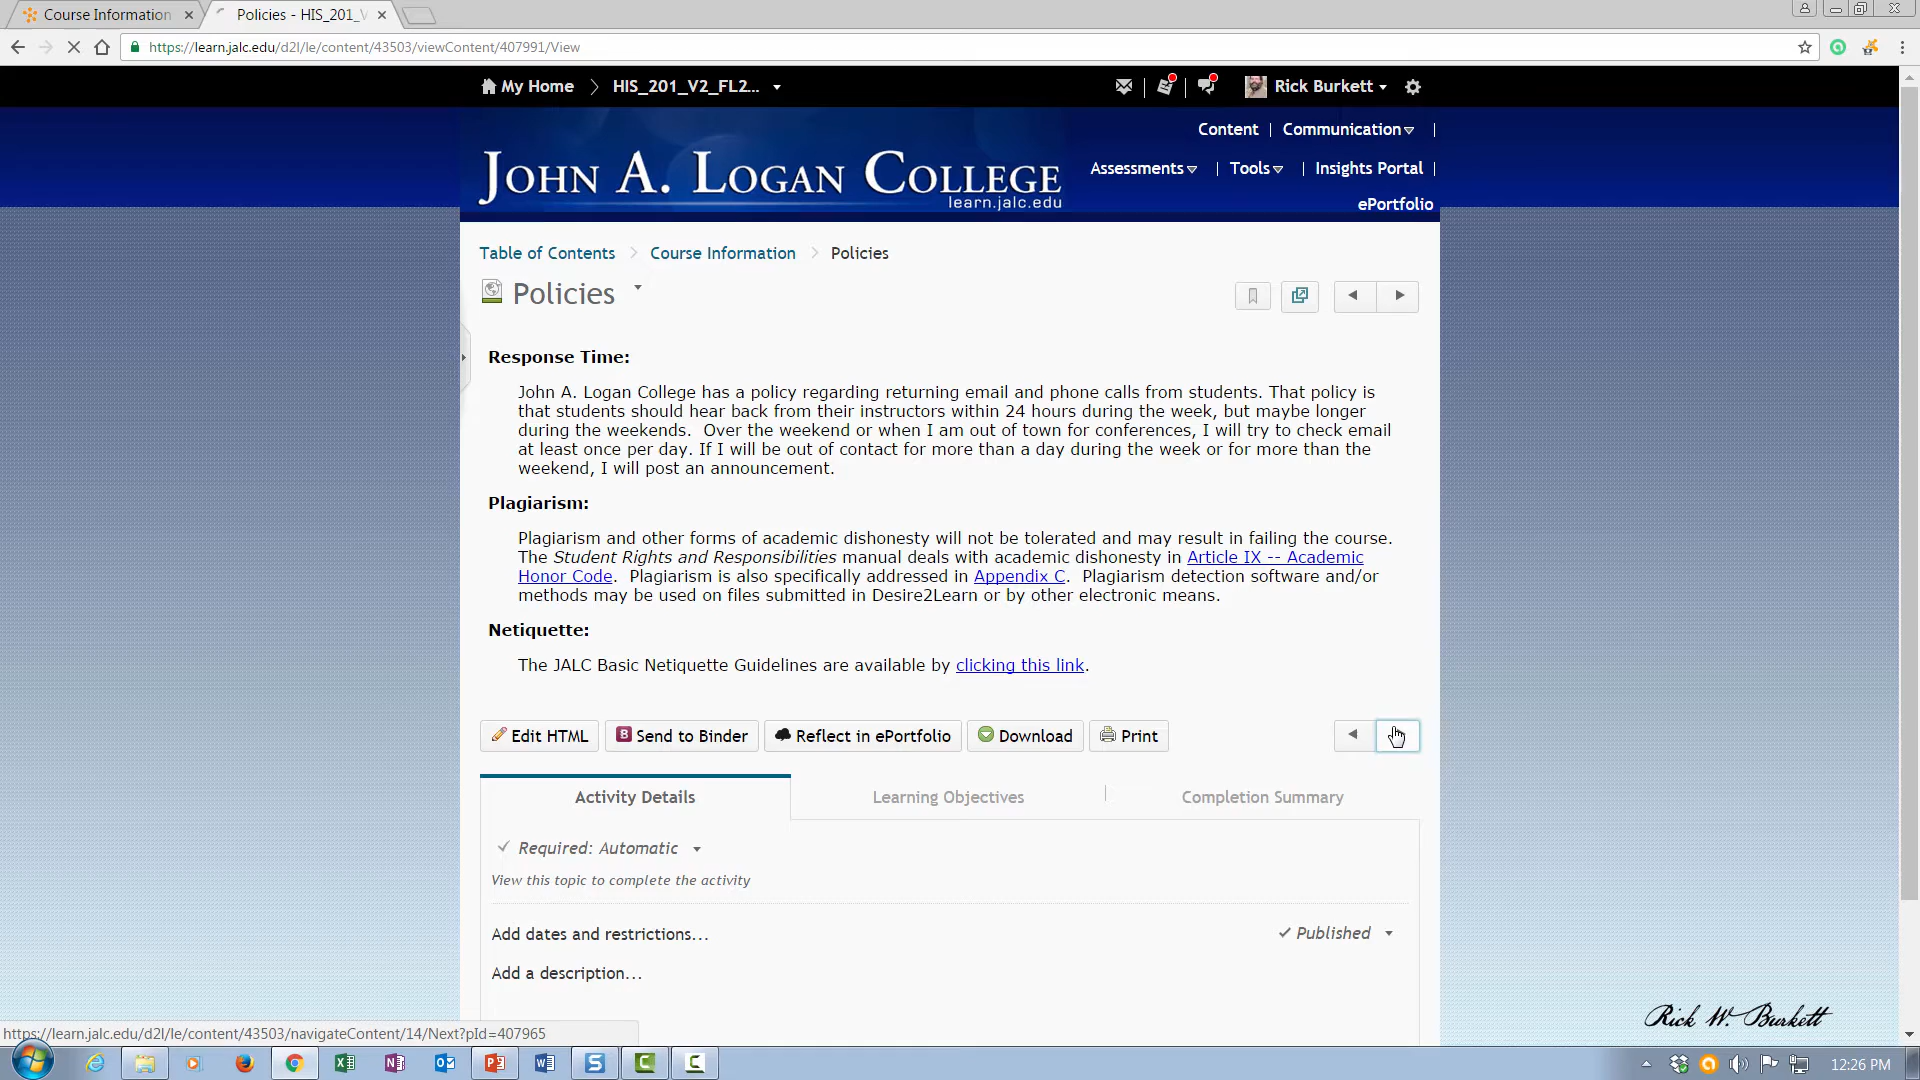 Course Information
Policies - HIS_201_V
https://learn.jalc.edu/d2l/le/content/43503/viewContent/407991/View
My Home
HIS_201_V2_FL2...
Rick Burkett
Content
Communication
JOHN A. LOGAN COLLEGE
learn.jalc.edu
Assessments
Tools
Insights Portal
ePortfolio
Table of Contents
Course Information
Policies
Policies
Response Time:
John A. Logan College has a policy regarding returning email and phone calls from students. That policy is
that students should hear back from their instructors within 24 hours during the week, but maybe longer
during the weekends.  Over the weekend or when I am out of town for conferences, I will try to check email
at least once per day. If I will be out of contact for more than a day during the week or for more than the
weekend, I will post an announcement.
Plagiarism:
Plagiarism and other forms of academic dishonesty will not be tolerated and may result in failing the course.
The Student Rights and Responsibilities manual deals with academic dishonesty in Article IX -- Academic
Honor Code.  Plagiarism is also specifically addressed in Appendix C.  Plagiarism detection software and/or
methods may be used on files submitted in Desire2Learn or by other electronic means.
Netiquette:
The JALC Basic Netiquette Guidelines are available by clicking this link.
Edit HTML
Send to Binder
Reflect in ePortfolio
Download
Print
Activity Details
Learning Objectives
Completion Summary
Required: Automatic
View this topic to complete the activity
Add dates and restrictions...
Published
Add a description...
Rick W. Burkett
https://learn.jalc.edu/d2l/le/content/43503/navigateContent/14/Next?pId=407965
12:26 PM